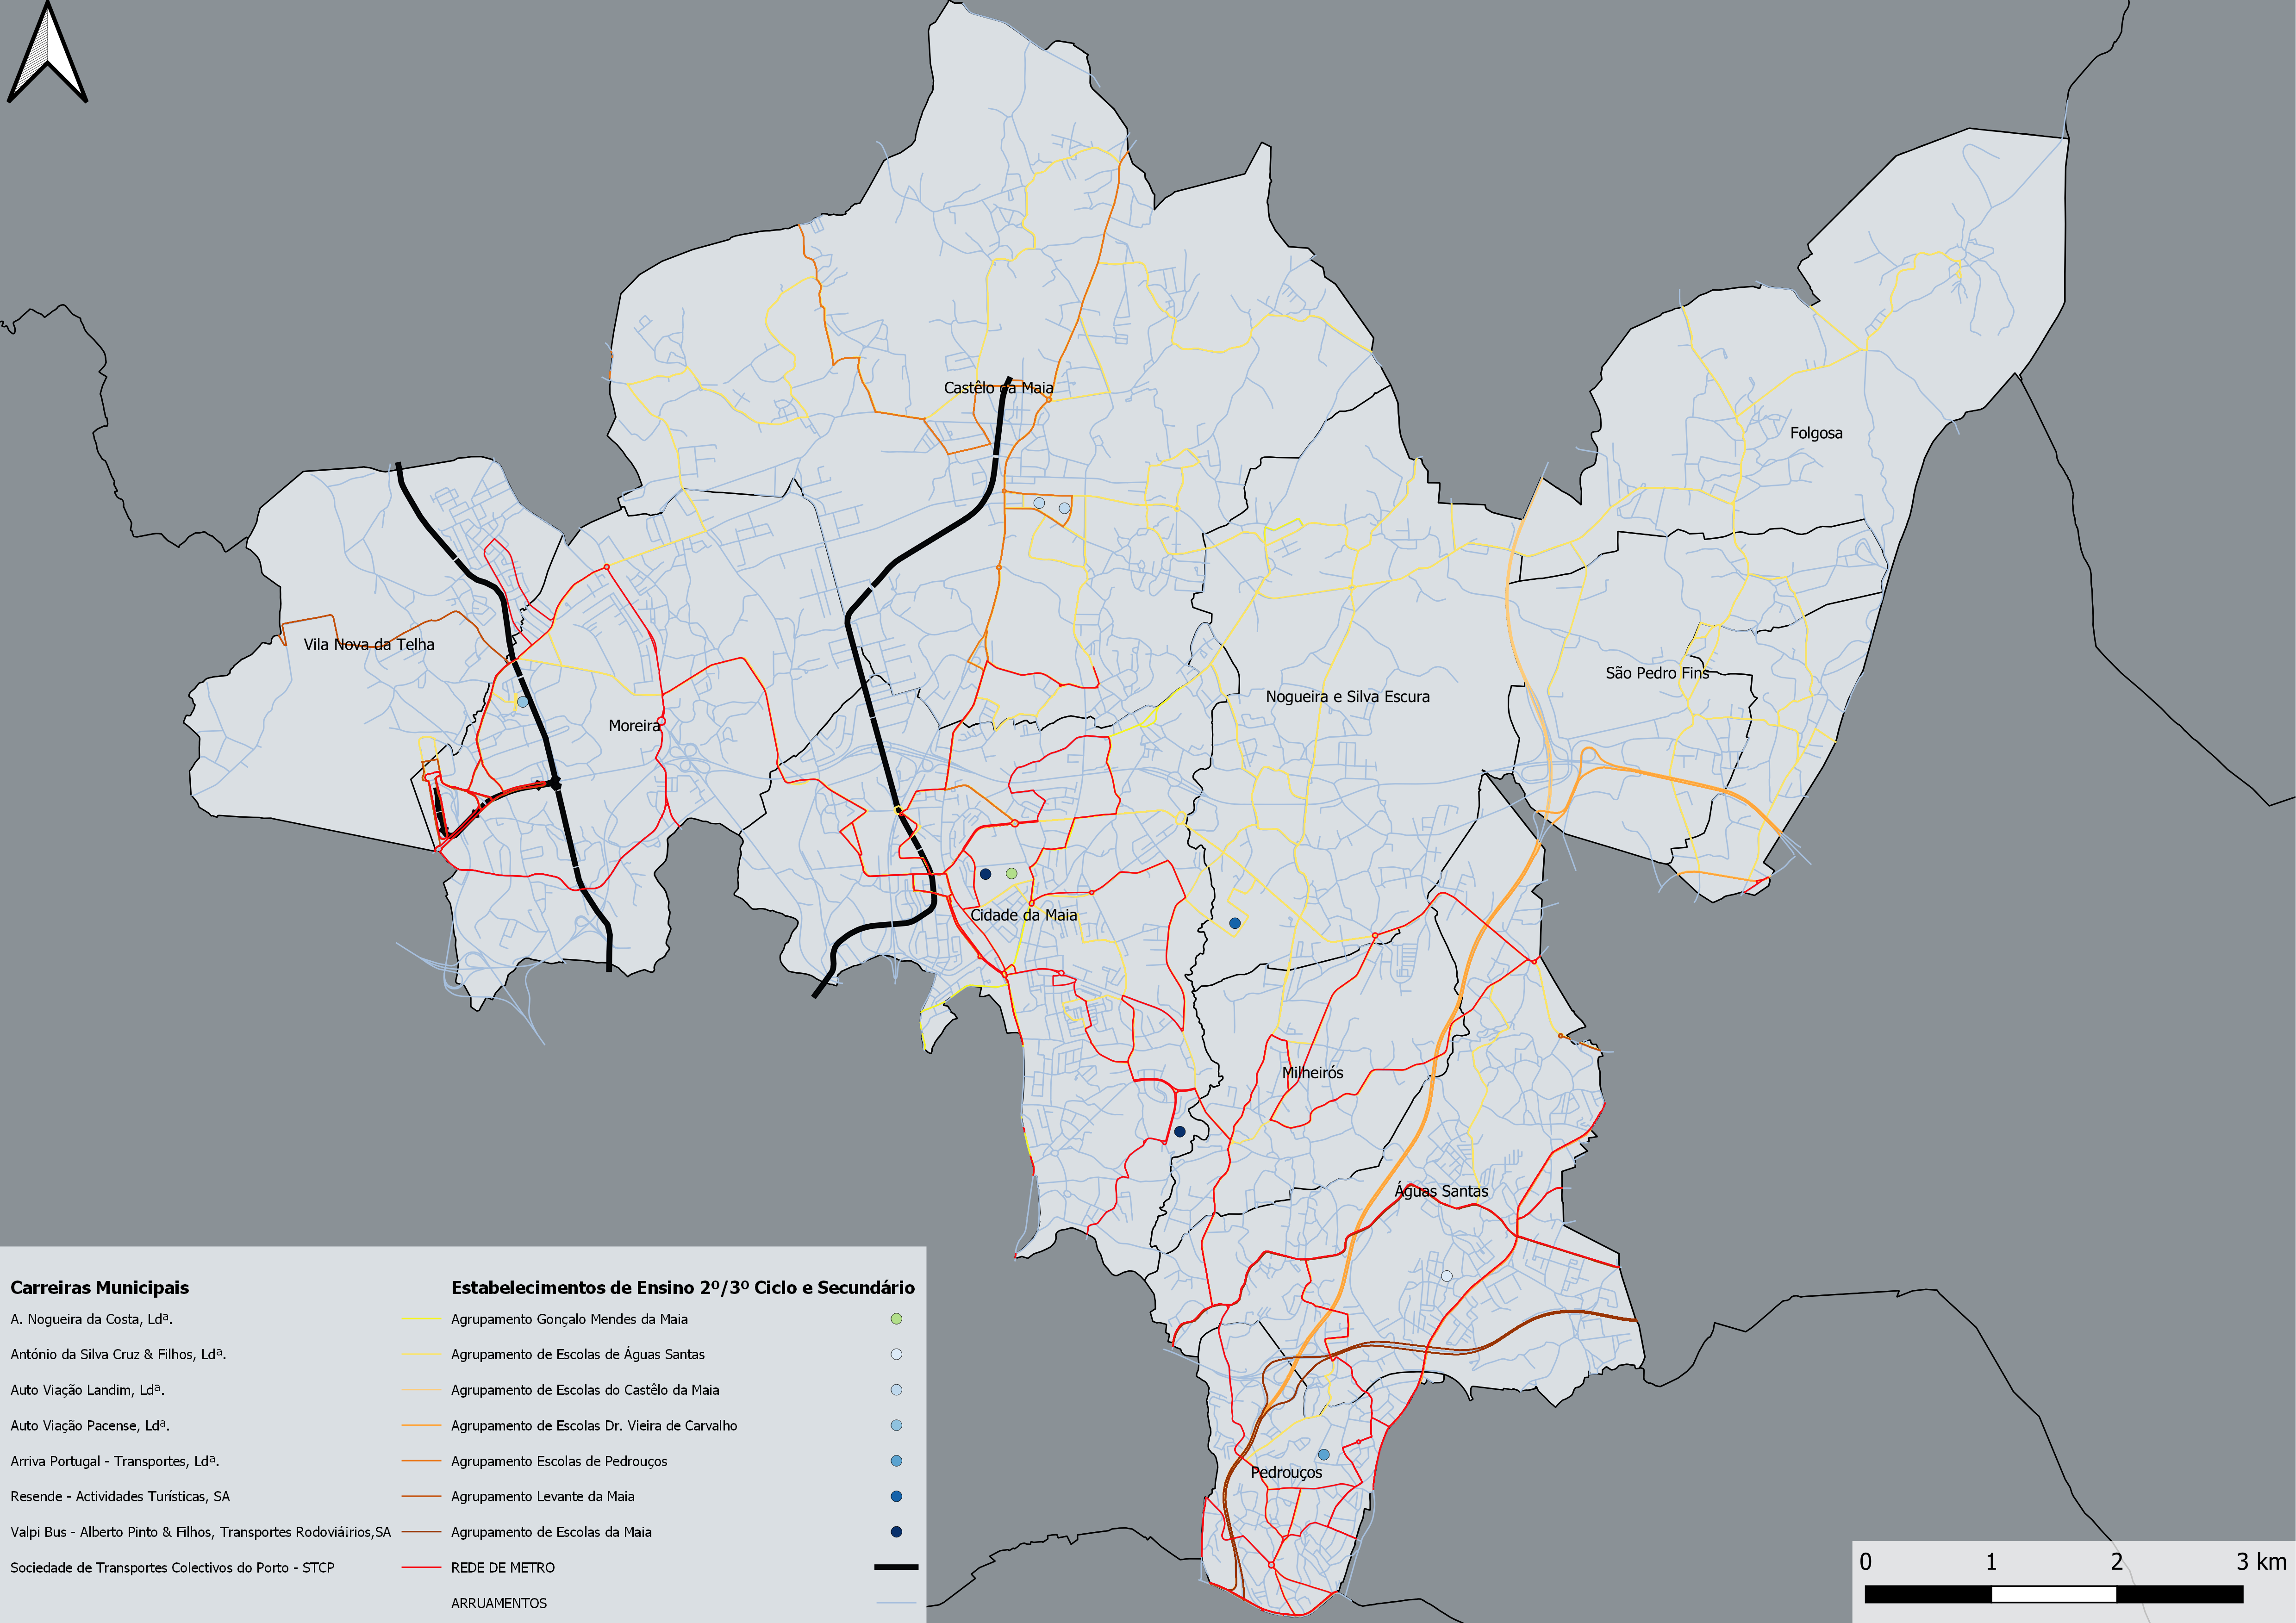 Castêlo da Maia
Folgosa
Vila Nova da Telha
São Pedro Fins
Nogueira e Silva Escura
Moreira
Cidade da Maia
Milheirós
Águas Santas
Pedrouços
Carreiras Municipais
A. Nogueira da Costa, Ldª.
António da Silva Cruz & Filhos, Ldª.
Auto Viação Landim, Ldª.
Auto Viação Pacense, Ldª.
Arriva Portugal - Transportes, Ldª.
Resende - Actividades Turísticas, SA
Valpi Bus - Alberto Pinto & Filhos, Transportes Rodoviáirios,SA
Sociedade de Transportes Colectivos do Porto - STCP
Estabelecimentos de Ensino 2º/3º Ciclo e Secundário
Agrupamento Gonçalo Mendes da Maia
Agrupamento de Escolas de Águas Santas
Agrupamento de Escolas do Castêlo da Maia
Agrupamento de Escolas Dr. Vieira de Carvalho
Agrupamento Escolas de Pedrouços
Agrupamento Levante da Maia
Agrupamento de Escolas da Maia
REDE DE METRO
ARRUAMENTOS
0 1 2 3 km